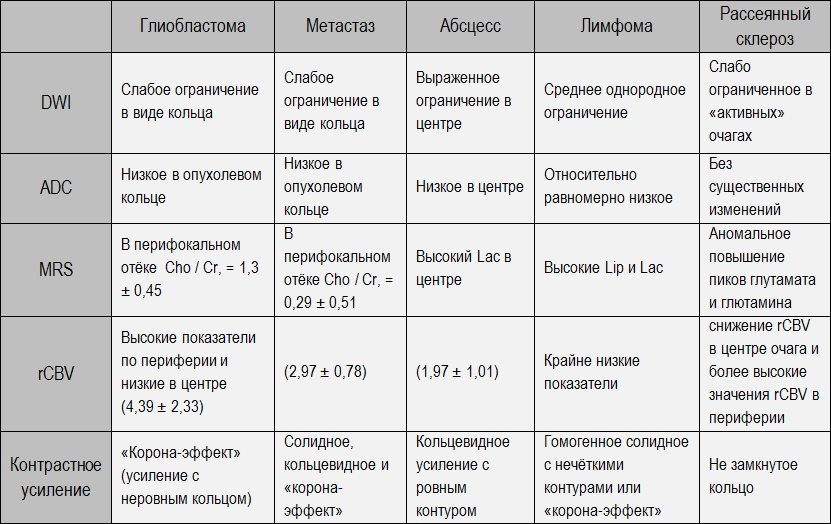 Глиобластома
Метастаз
Абсцесс
Лимфома
Рассеянный
склероз
DWI
Слабое ограничение
в виде кольца
Слабое
ограничение в
виде кольца
Выраженное
ограничение в
центре
Среднее однородное
ограничение
Слабо
ограниченное в
«активных»
очагах
ADC
Низкое в опухолевом
кольце
Низкое в
опухолевом
кольце
Низкое в центре
Относительно
равномерно низкое
Без
существенных
изменений
MRS
В перифокальном
отёке Cho / Cr, = 1,3
± 0,45
В
перифокальном
отёке Cho / Cr, =
0,29 ± 0,51
Высокий Lac в
центре
Высокие Lip и Lac
Аномальное
повышение
пиков глутамата
и глютамина
rCBV
Высокие показатели
по периферии и
низкие в центре
(4,39 ± 2,33)
(2,97 ± 0,78)
(1,97 ± 1,01)
Крайне низкие
показатели
снижение rCBV
в центре очага и
более высокие
значения rCBV в
периферии
Контрастное
усиление
«Корона-эффект»
(усиление с
неровным кольцом)
Солидное,
кольцевидное и
«корона-
эффект»
Кольцевидное
усиление с
ровным
контуром
Гомогенное солидное
с нечёткими
контурами или
«корона-эффект»
Не замкнутое
кольцо